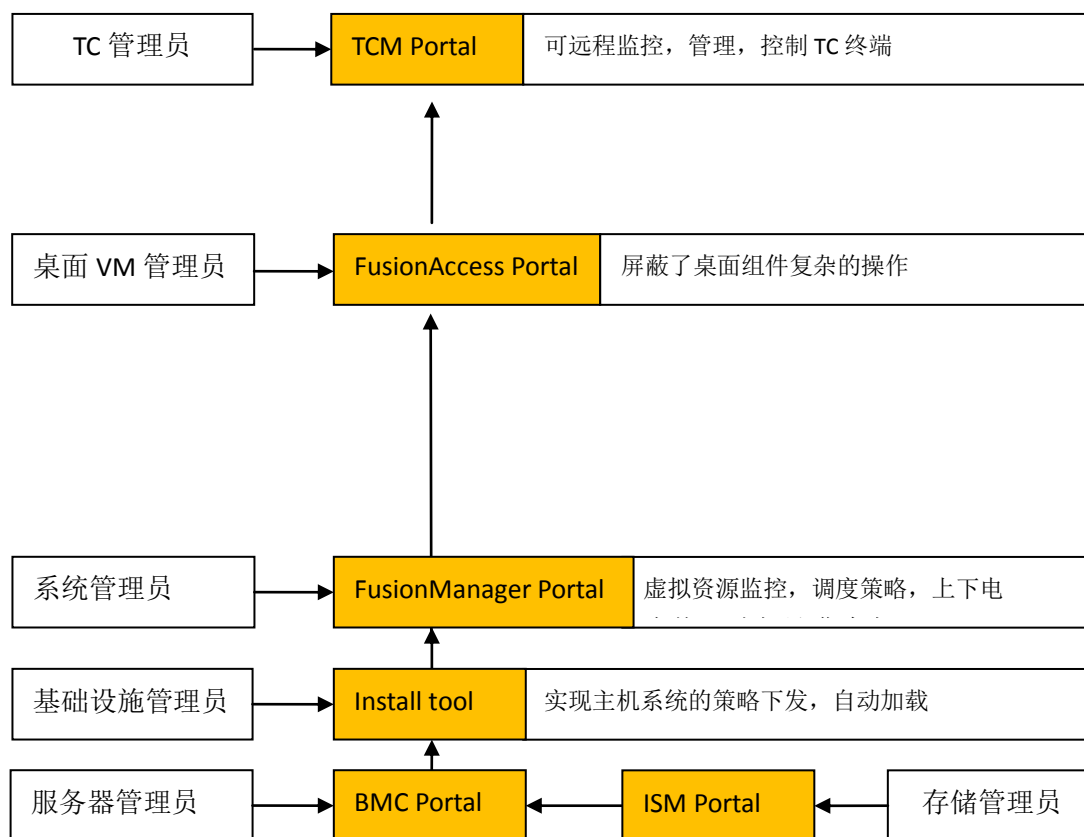 TC 管理员
TCM Portal
可远程监控，管理，控制 TC 终端
桌面 VM 管理员
FusionAccess Portal
屏蔽了桌面组件复杂的操作
系统管理员
FusionManager Portal
虚拟资源监控，调度策略，上下电
基础设施管理员
Install tool
实现主机系统的策略下发，自动加载
服务器管理员
BMC Portal
ISM Portal
存储管理员